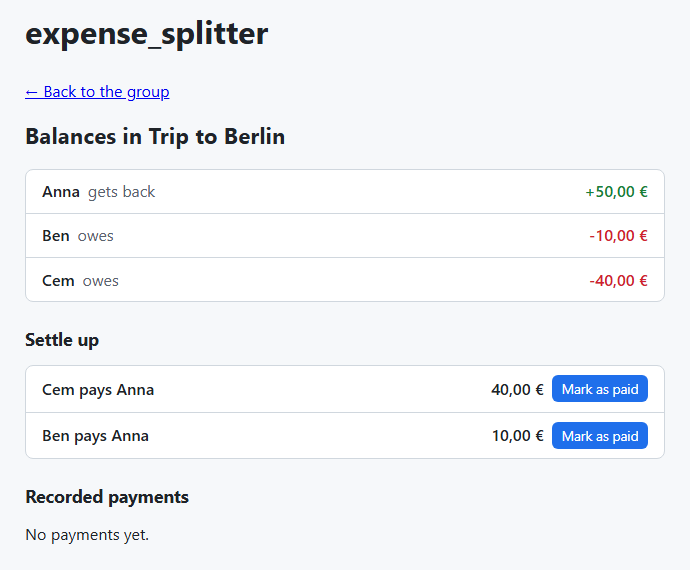 expense_splitter
← Back to the group
Balances in Trip to Berlin
Anna gets back +50,00 €
Ben owes -10,00 €
Cem owes -40,00 €
Settle up
Cem pays Anna 40,00 € Mark as paid
Ben pays Anna 10,00 € Mark as paid
Recorded payments
No payments yet.